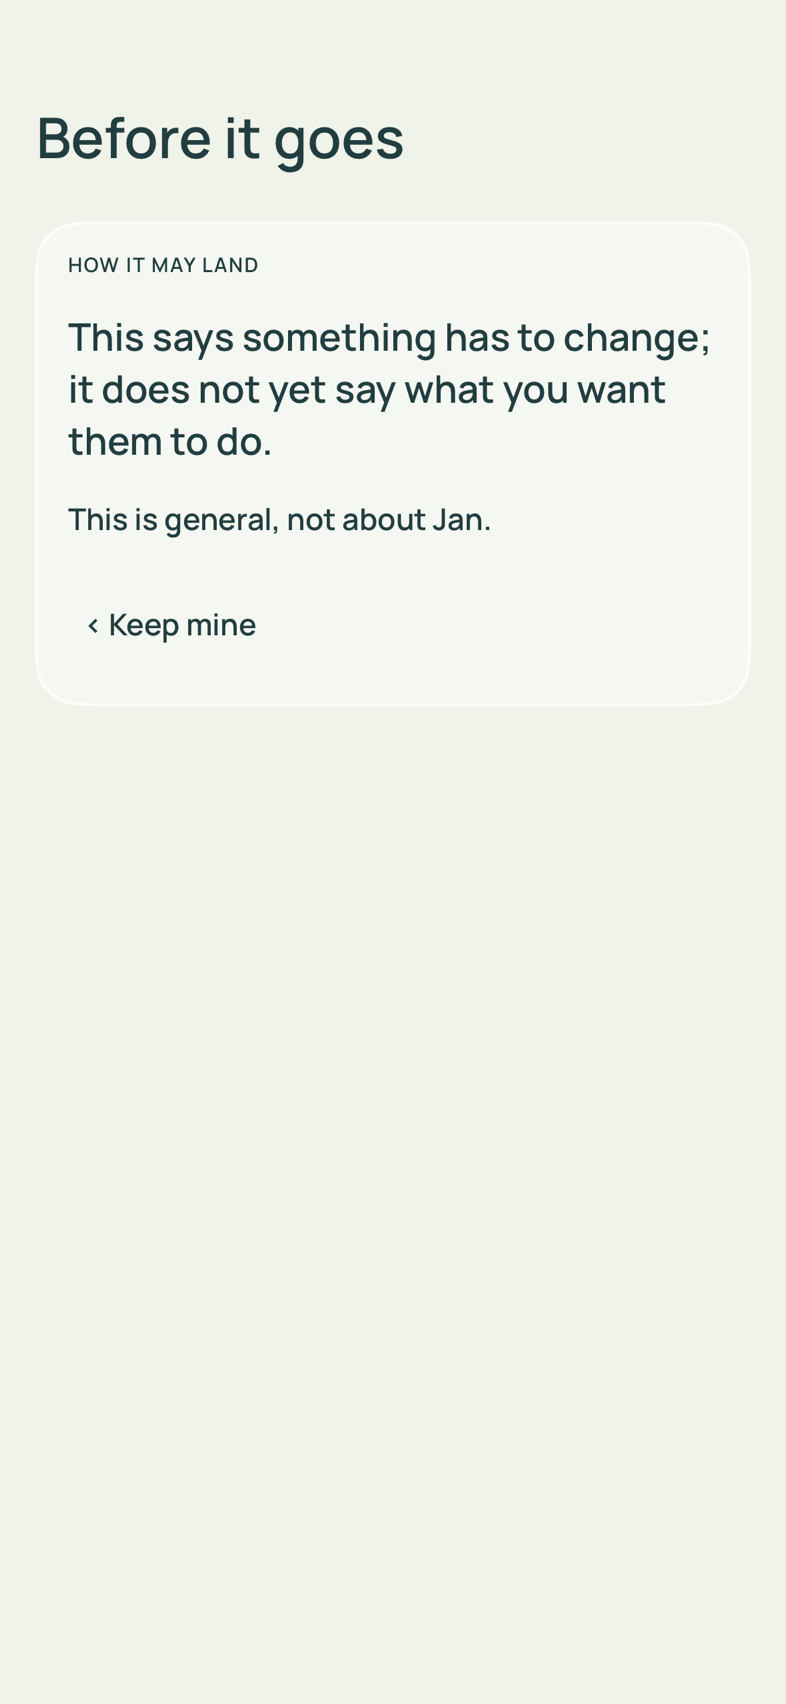 Before it goes
HOW IT MAY LAND
This says something has to change;
it does not yet say what you want
them to do.
This is general, not about Jan.
‹ Keep mine